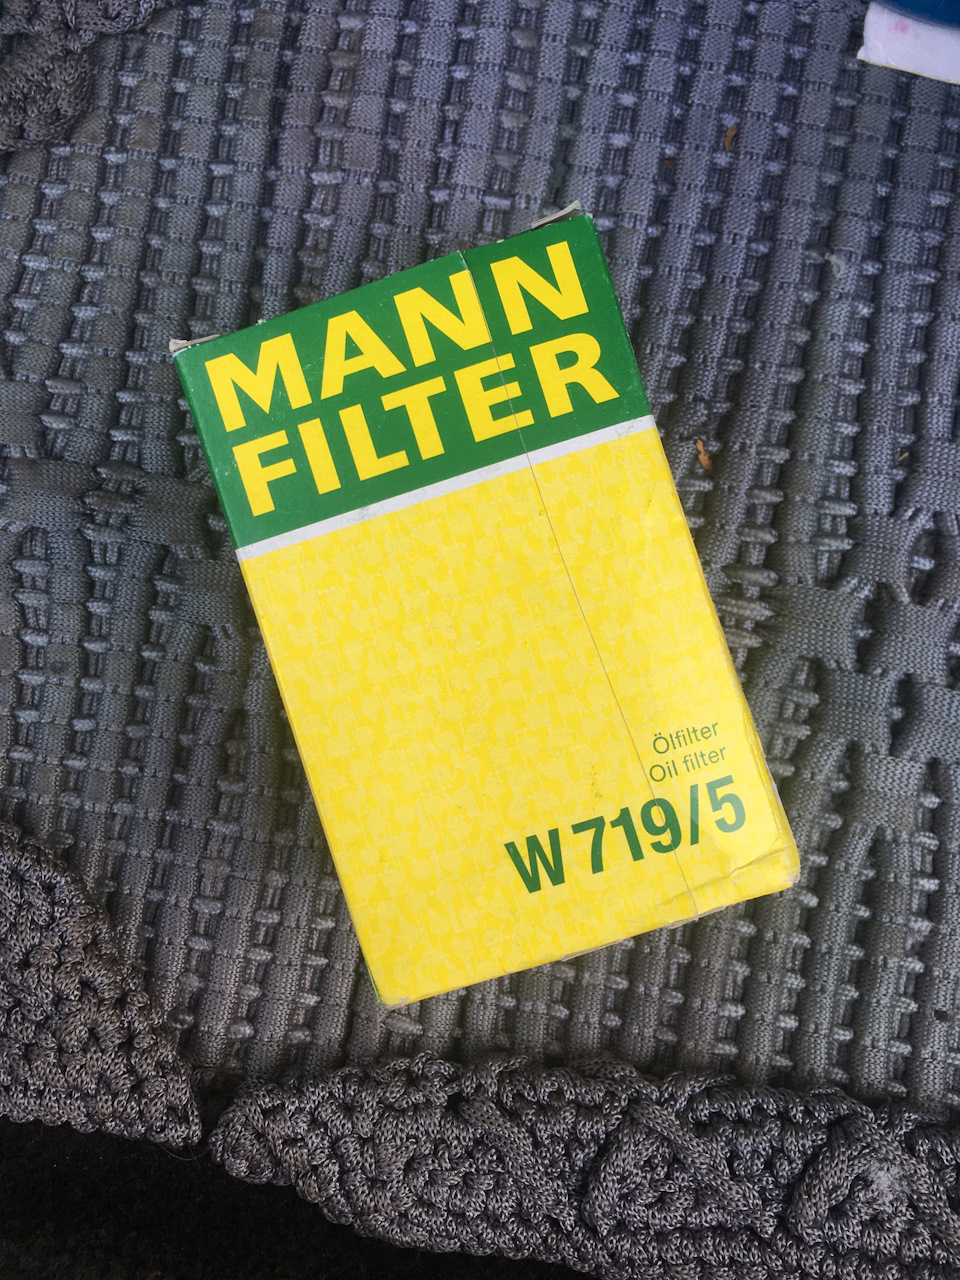 MANN
FILTER
Ölfilter
Oil filter
W 719/5